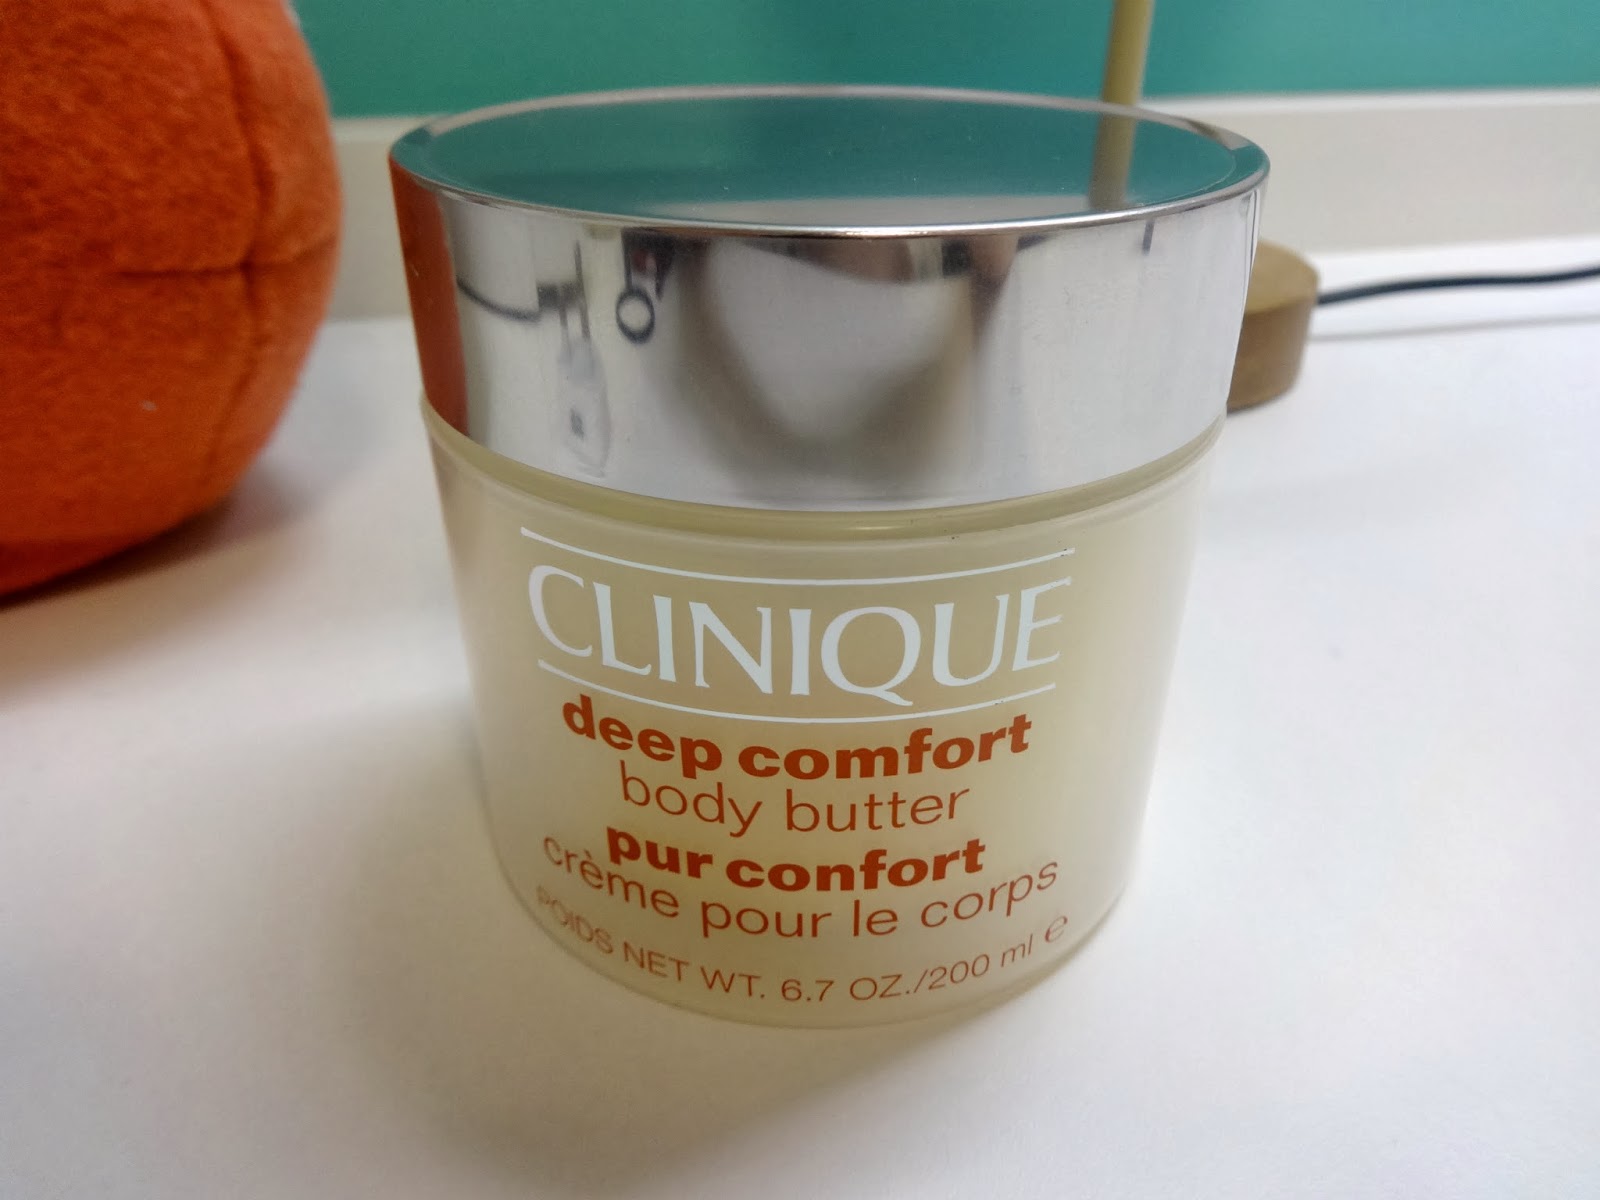 CLINIQUE
deep comfort
body butter
pur confort
crème pour le corps
POIDS NET WT. 6.7 OZ./200 ml ℮